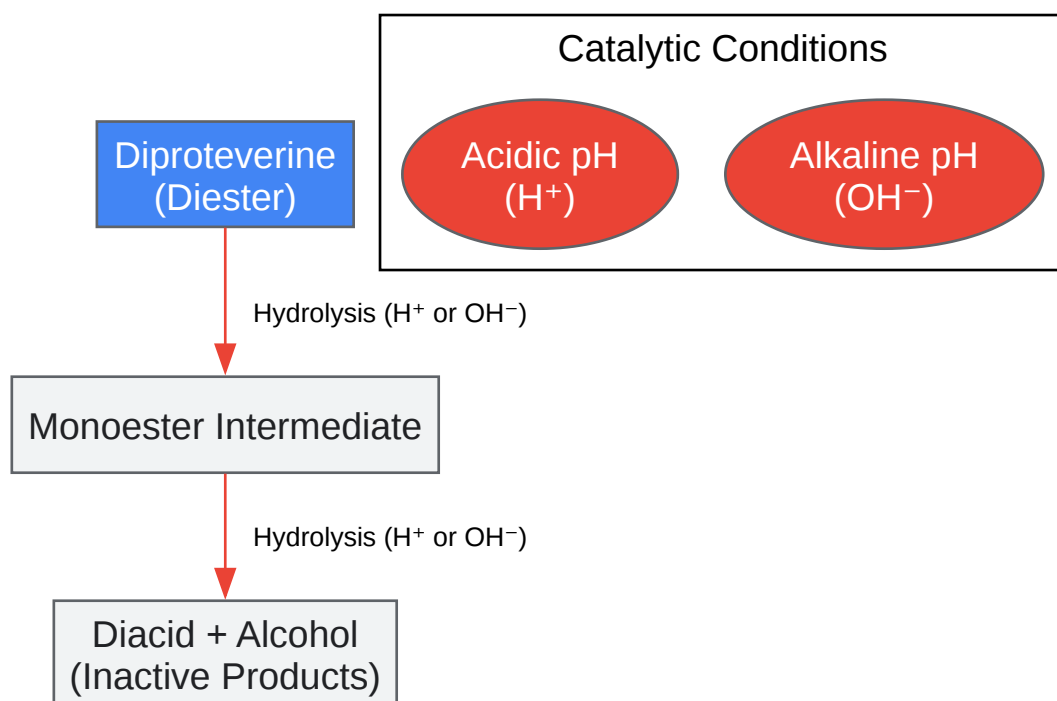 Catalytic Conditions
Diproteverine
(Diester)
Acidic pH
(H⁺)
Alkaline pH
(OH⁻)
Hydrolysis (H⁺ or OH⁻)
Monoester Intermediate
Hydrolysis (H⁺ or OH⁻)
Diacid + Alcohol
(Inactive Products)